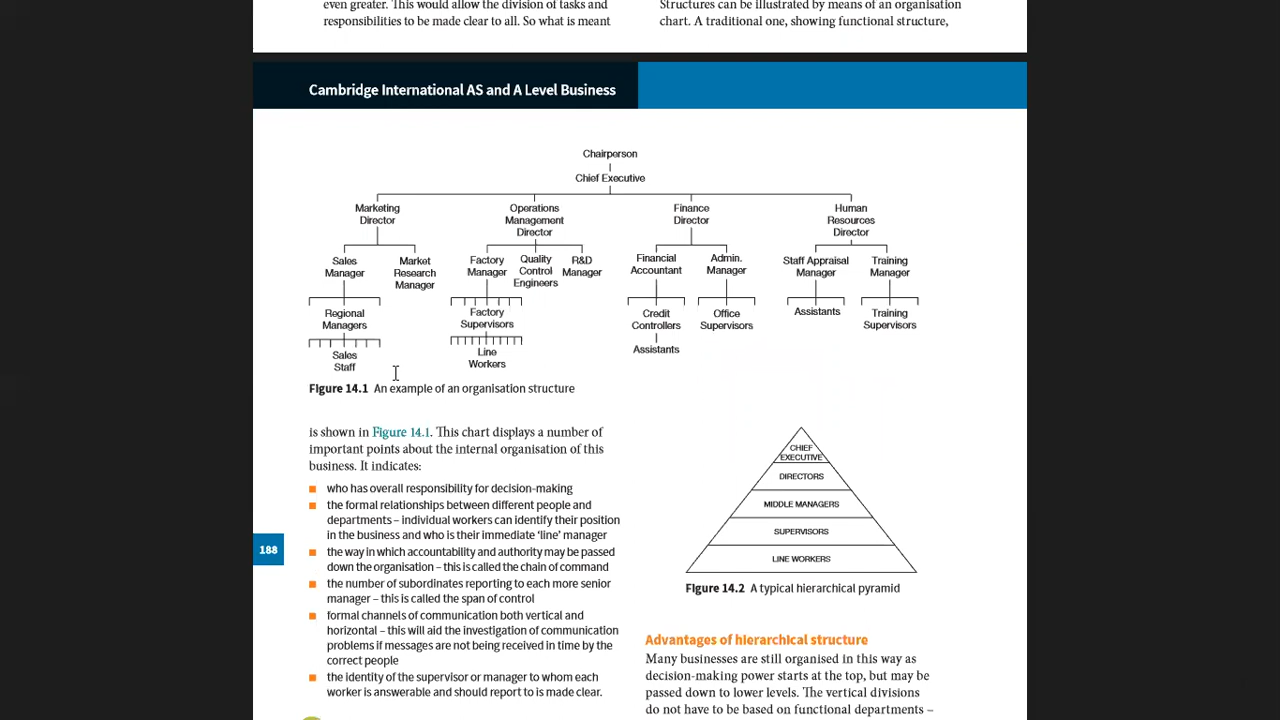 even greater. This would allow the division of tasks and
responsibilities to be made clear to all. So what is meant
Structures can be illustrated by means of an organisation
chart. A traditional one, showing functional structure,
Cambridge International AS and A Level Business
Chairperson
Chief Executive
Marketing
Director
Operations
Management
Director
Finance
Director
Human
Resources
Director
Sales
Manager
Market
Research
Manager
Factory
Manager
Quality
Control
Engineers
R&D
Manager
Financial
Accountant
Admin.
Manager
Staff Appraisal
Manager
Training
Manager
Regional
Managers
Factory
Supervisors
Credit
Controllers
Office
Supervisors
Assistants
Training
Supervisors
Sales
Staff
Line
Workers
Assistants
Figure 14.1 An example of an organisation structure
is shown in Figure 14.1. This chart displays a number of
important points about the internal organisation of this
business. It indicates:
who has overall responsibility for decision-making
the formal relationships between different people and
departments – individual workers can identify their position
in the business and who is their immediate ‘line’ manager
the way in which accountability and authority may be passed
down the organisation – this is called the chain of command
the number of subordinates reporting to each more senior
manager – this is called the span of control
formal channels of communication both vertical and
horizontal – this will aid the investigation of communication
problems if messages are not being received in time by the
correct people
the identity of the supervisor or manager to whom each
worker is answerable and should report to is made clear.
188
CHIEF
EXECUTIVE
DIRECTORS
MIDDLE MANAGERS
SUPERVISORS
LINE WORKERS
Figure 14.2 A typical hierarchical pyramid
Advantages of hierarchical structure
Many businesses are still organised in this way as
decision-making power starts at the top, but may be
passed down to lower levels. The vertical divisions
do not have to be based on functional departments –